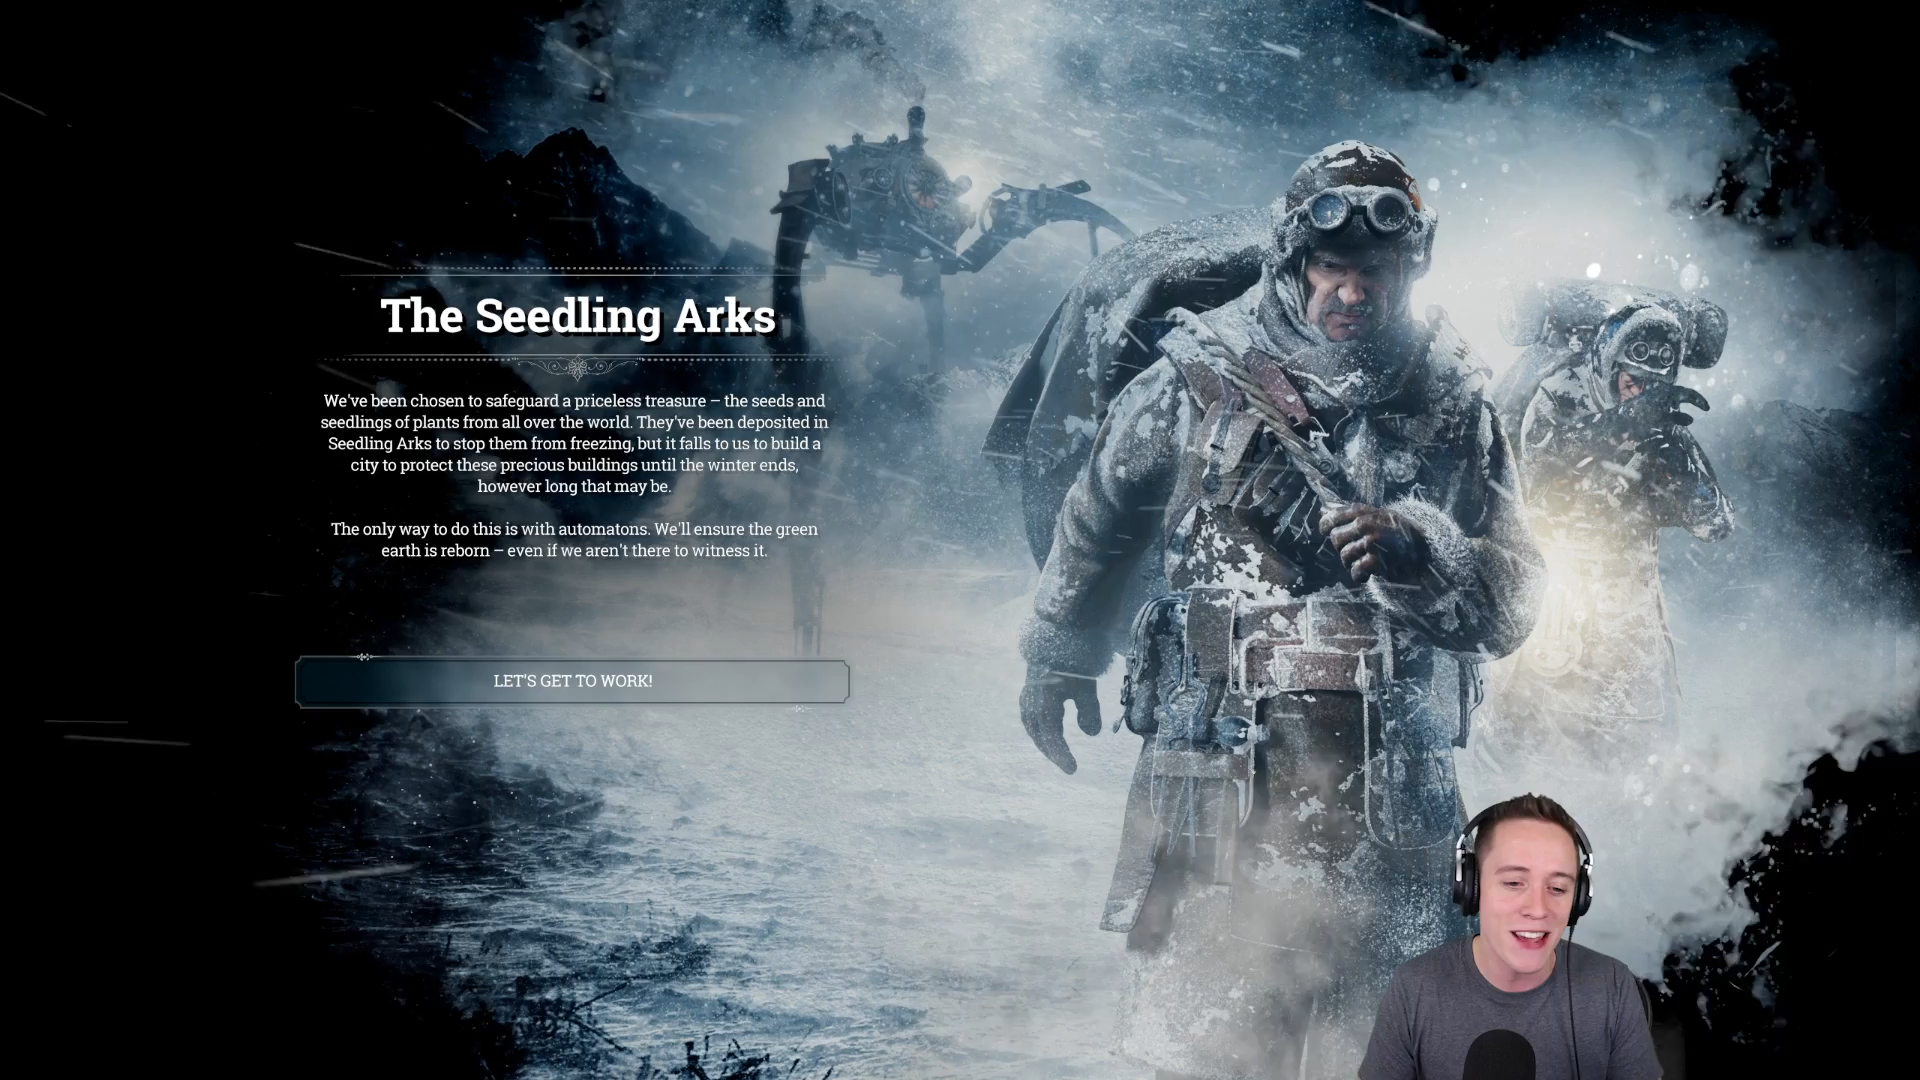 The Seedling Arks
We've been chosen to safeguard a priceless treasure – the seeds and
seedlings of plants from all over the world. They've been deposited in
Seedling Arks to stop them from freezing, but it falls to us to build a
city to protect these precious buildings until the winter ends,
however long that may be.
The only way to do this is with automatons. We'll ensure the green
earth is reborn – even if we aren't there to witness it.
LET'S GET TO WORK!